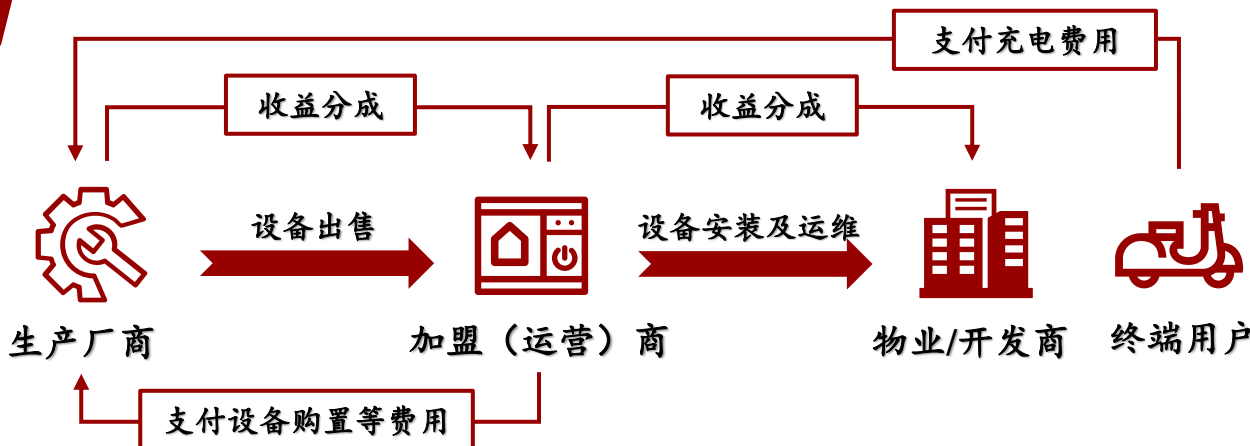 支付充电费用
收益分成
收益分成
设备出售
设备安装及运维
生产厂商
加盟（运营）商
物业/开发商
终端用户
支付设备购置等费用